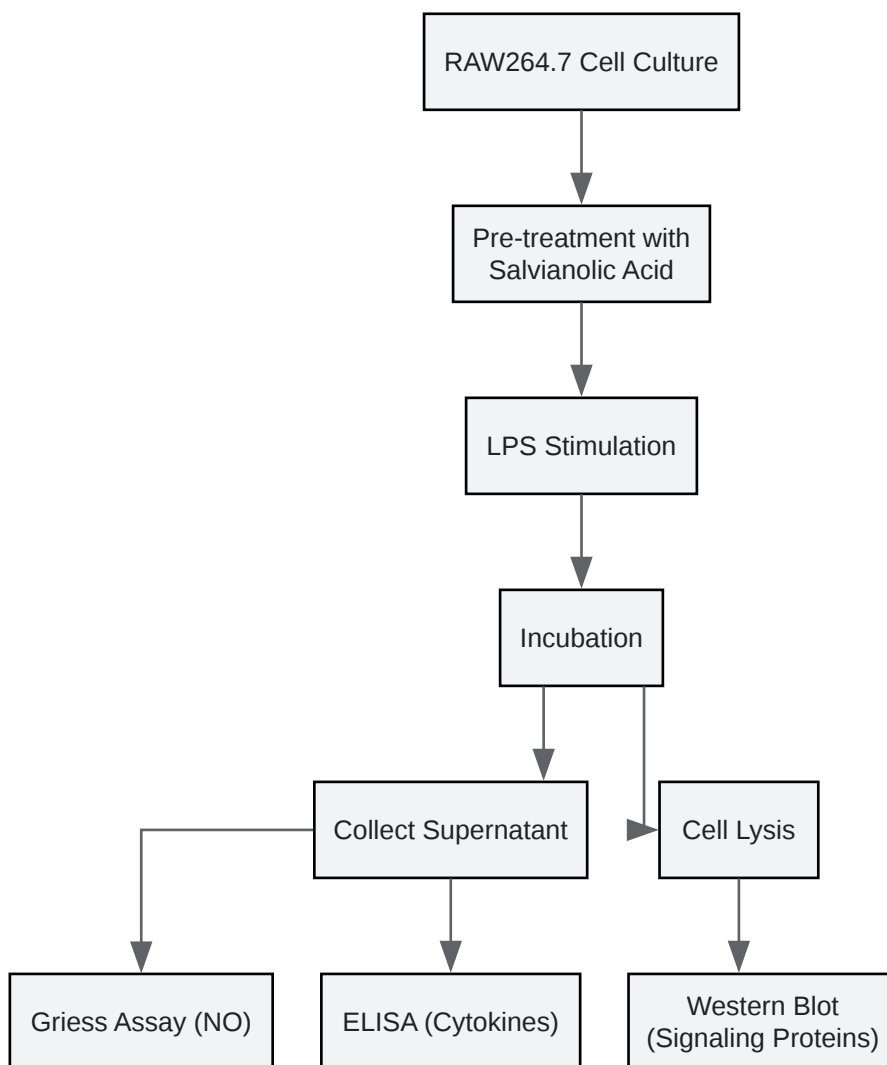 RAW264.7 Cell Culture
Pre-treatment with
Salvianolic Acid
LPS Stimulation
Incubation
Collect Supernatant
Cell Lysis
Griess Assay (NO)
ELISA (Cytokines)
Western Blot
(Signaling Proteins)